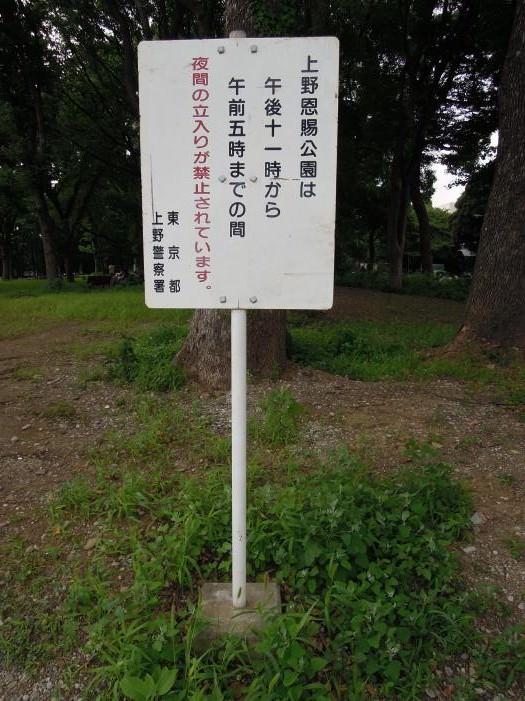 上野恩賜公園は
午後十一時から
午前五時までの間
夜間の立入りが禁止されています。
東京都
上野警察署